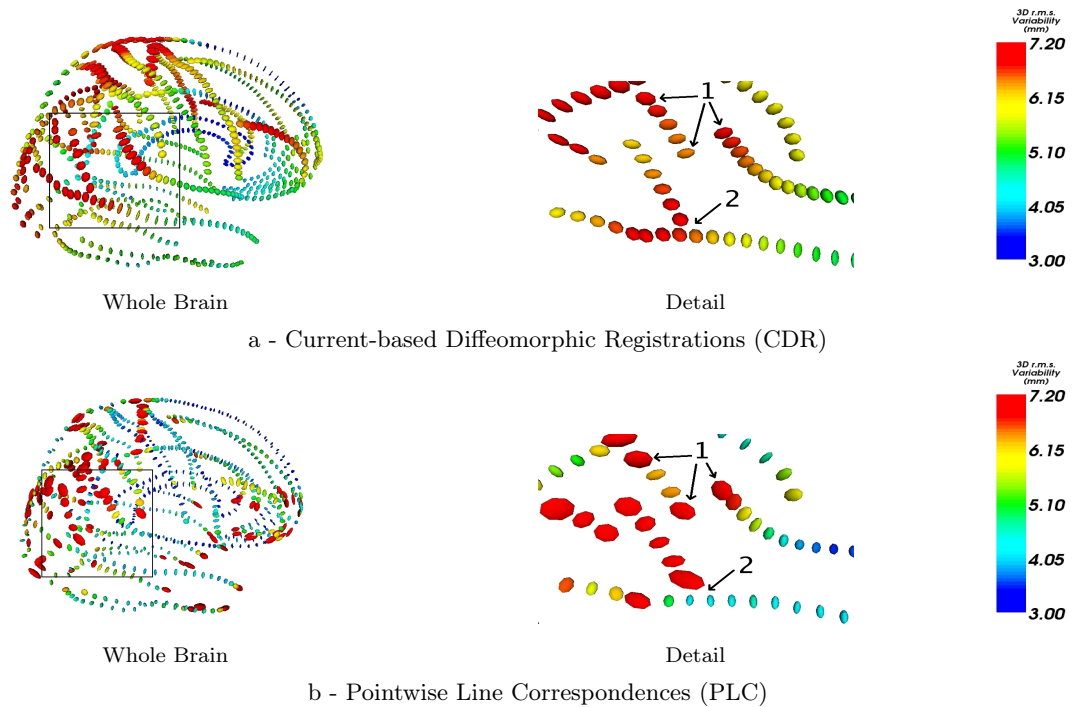 3D r.m.s.
Variability
(mm)
7.20
6.15
5.10
4.05
3.00
1
2
Whole Brain
Detail
a - Current-based Diffeomorphic Registrations (CDR)
3D r.m.s.
Variability
(mm)
7.20
6.75
5.10
4.05
3.00
1
2
Whole Brain
Detail
b - Pointwise Line Correspondences (PLC)